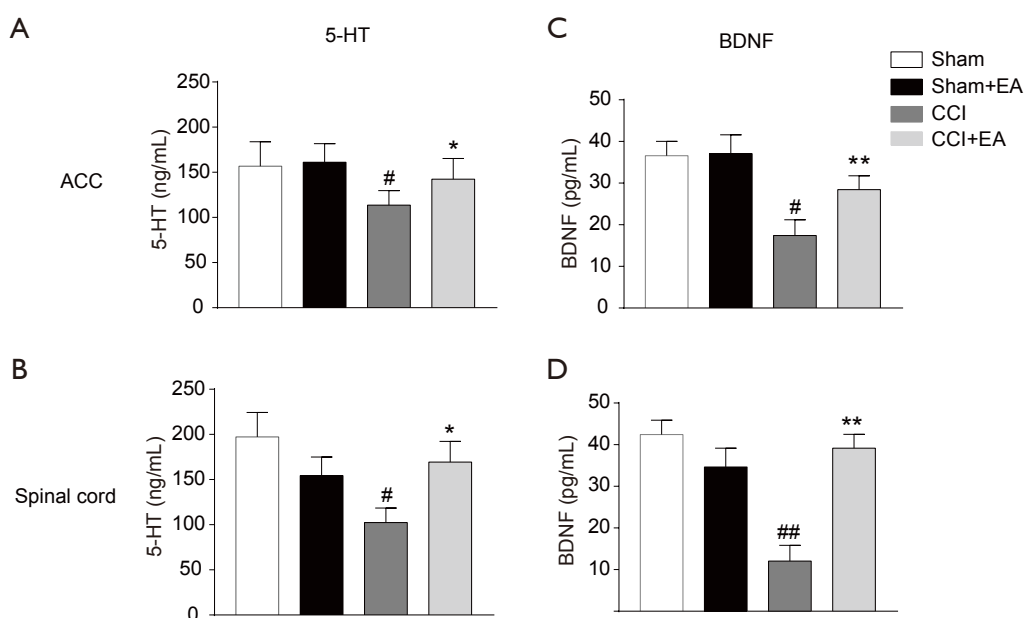 A
5-HT
C
BDNF
Sham
Sham+EA
CCI
CCI+EA
ACC
5-HT (ng/mL)
250
200
150
100
50
0
#
*
BDNF (pg/mL)
50
40
30
20
10
0
#
**
B
D
Spinal cord
5-HT (ng/mL)
250
200
150
100
50
0
#
*
BDNF (pg/mL)
50
40
30
20
10
##
**